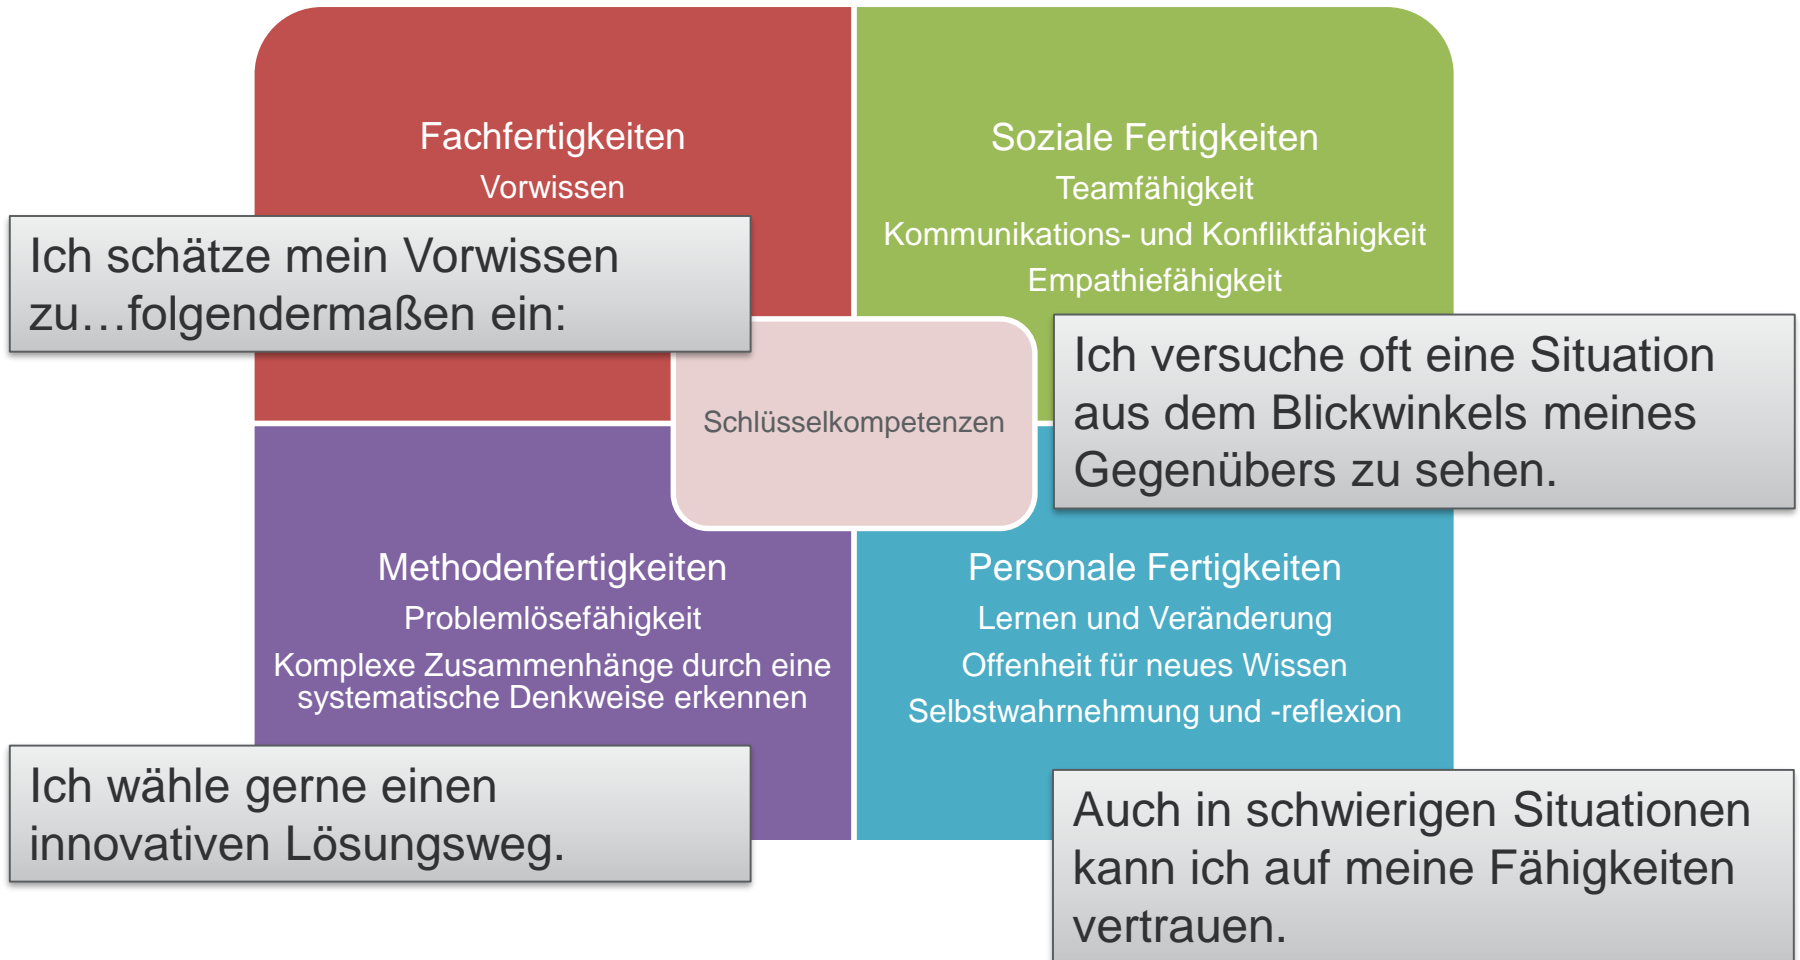 Fachfertigkeiten
Vorwissen
Ich schätze mein Vorwissen
zu…folgendermaßen ein:
Soziale Fertigkeiten
Teamfähigkeit
Kommunikations- und Konfliktfähigkeit
Empathiefähigkeit
Ich versuche oft eine Situation
aus dem Blickwinkels meines
Gegenübers zu sehen.
Schlüsselkompetenzen
Methodenfertigkeiten
Problemlösefähigkeit
Komplexe Zusammenhänge durch eine
systematische Denkweise erkennen
Ich wähle gerne einen
innovativen Lösungsweg.
Personale Fertigkeiten
Lernen und Veränderung
Offenheit für neues Wissen
Selbstwahrnehmung und -reflexion
Auch in schwierigen Situationen
kann ich auf meine Fähigkeiten
vertrauen.